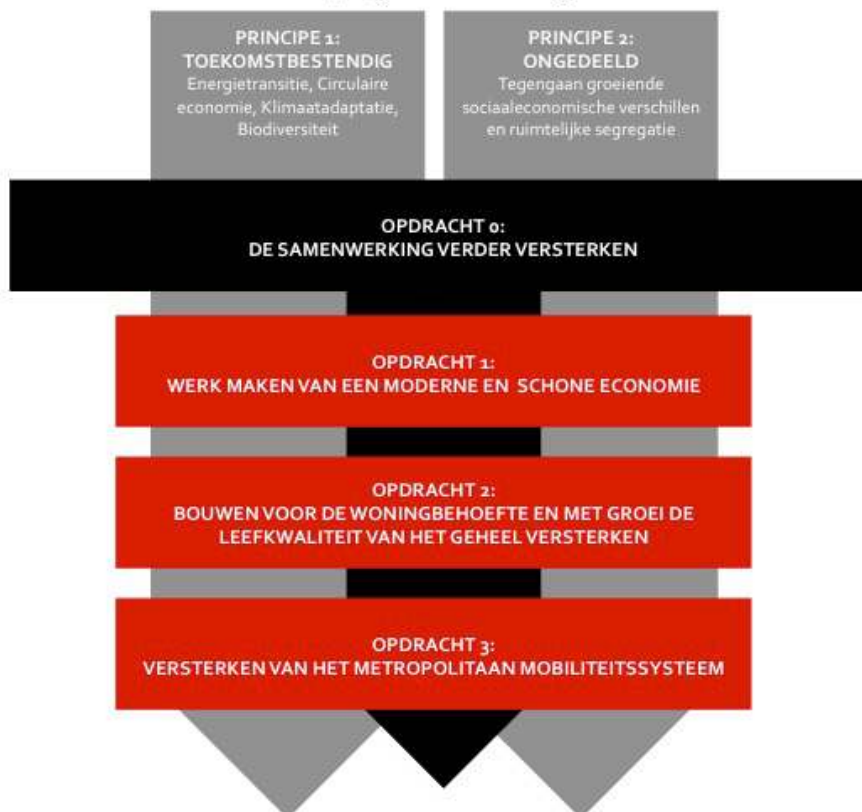 PRINCIPE 1:
TOEKOMSTBESTENDIG
Energietransitie, Circulaire
economie, Klimaatadaptatie,
Biodiversiteit
PRINCIPE 2:
ONGEDEELD
Tegengaan groeiende
sociaaleconomische verschillen
en ruimtelijke segregatie
OPDRACHT 0:
DE SAMENWERKING VERDER VERSTERKEN
OPDRACHT 1:
WERK MAKEN VAN EEN MODERNE EN SCHONE ECONOMIE
OPDRACHT 2:
BOUWEN VOOR DE WONINGBEHOEFTE EN MET GROEI DE
LEEFKWALITEIT VAN HET GEHEEL VERSTERKEN
OPDRACHT 3:
VERSTERKEN VAN HET METROPOLITAAN MOBILITEITSSYSTEEM